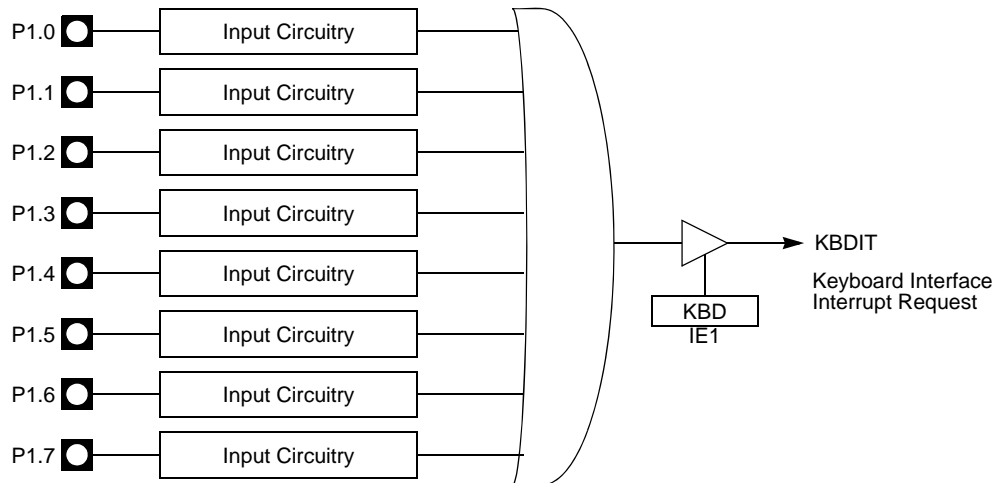 P1.0 Input Circuitry
P1.1 Input Circuitry
P1.2 Input Circuitry
P1.3 Input Circuitry
P1.4 Input Circuitry
P1.5 Input Circuitry
P1.6 Input Circuitry
P1.7 Input Circuitry
KBDIT
Keyboard Interface
Interrupt Request
KBD
IE1